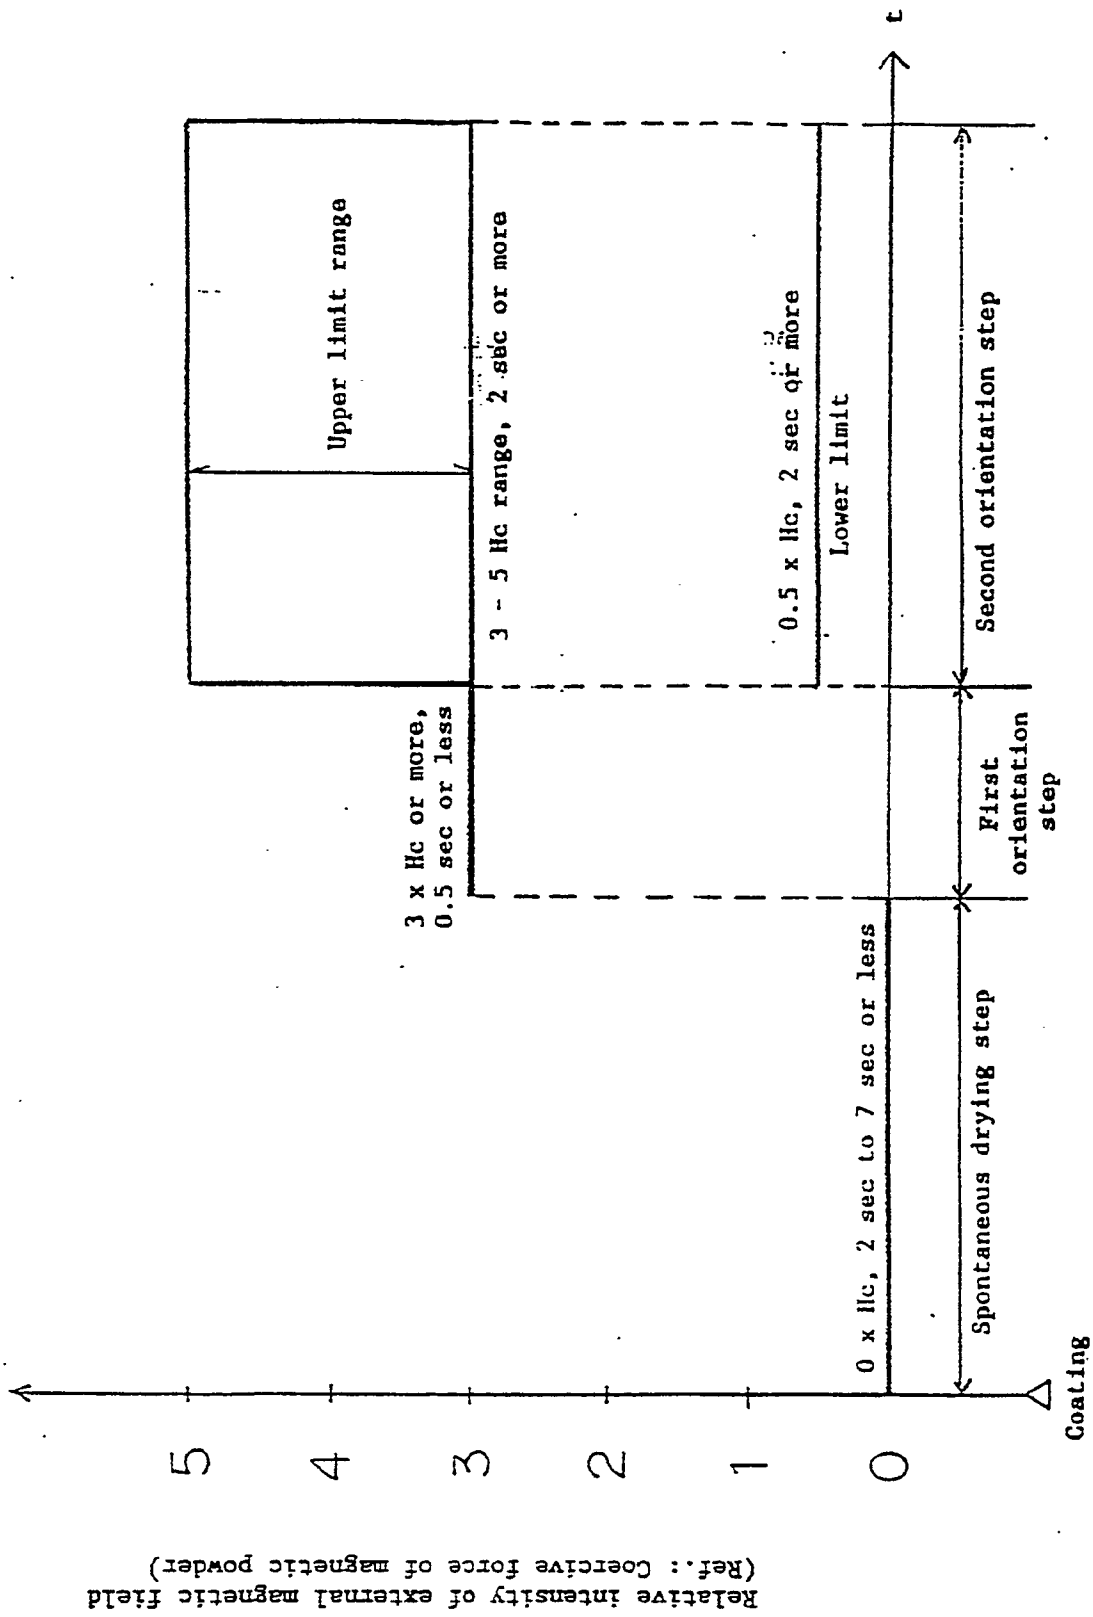 Relative intensity of external magnetic field
(Ref.: Coercive force of magnetic powder)
5
4
3
2
1
0
Upper limit range
3 - 5 Hc range, 2 sec or more
3 x Hc or more,
0.5 sec or less
0.5 x Hc, 2 sec or more
Lower limit
0 x Hc, 2 sec to 7 sec or less
t
Spontaneous drying step
First
orientation
step
Second orientation step
Coating